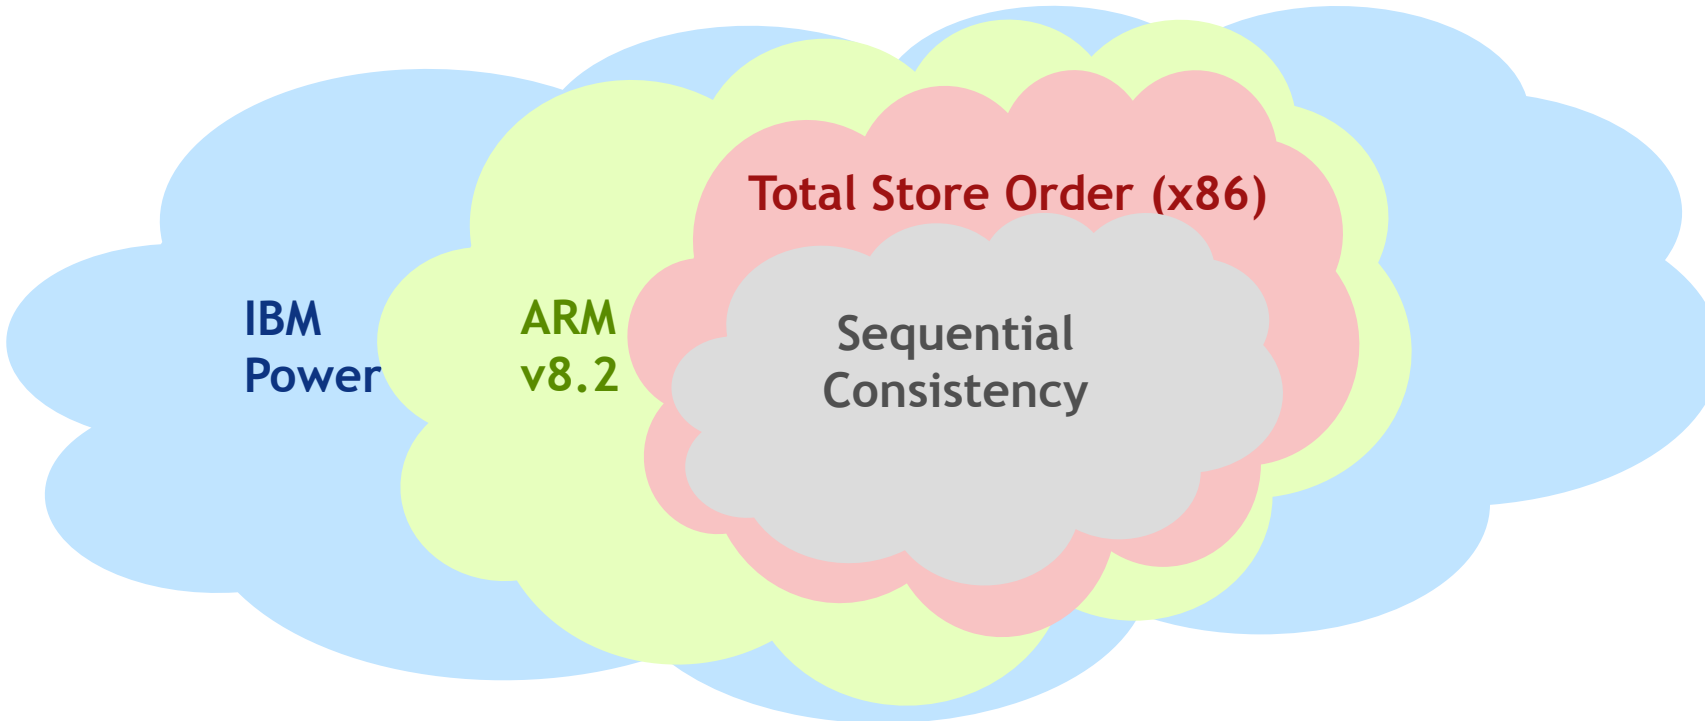 Total Store Order (x86)
IBM
Power
ARM
v8.2
Sequential
Consistency